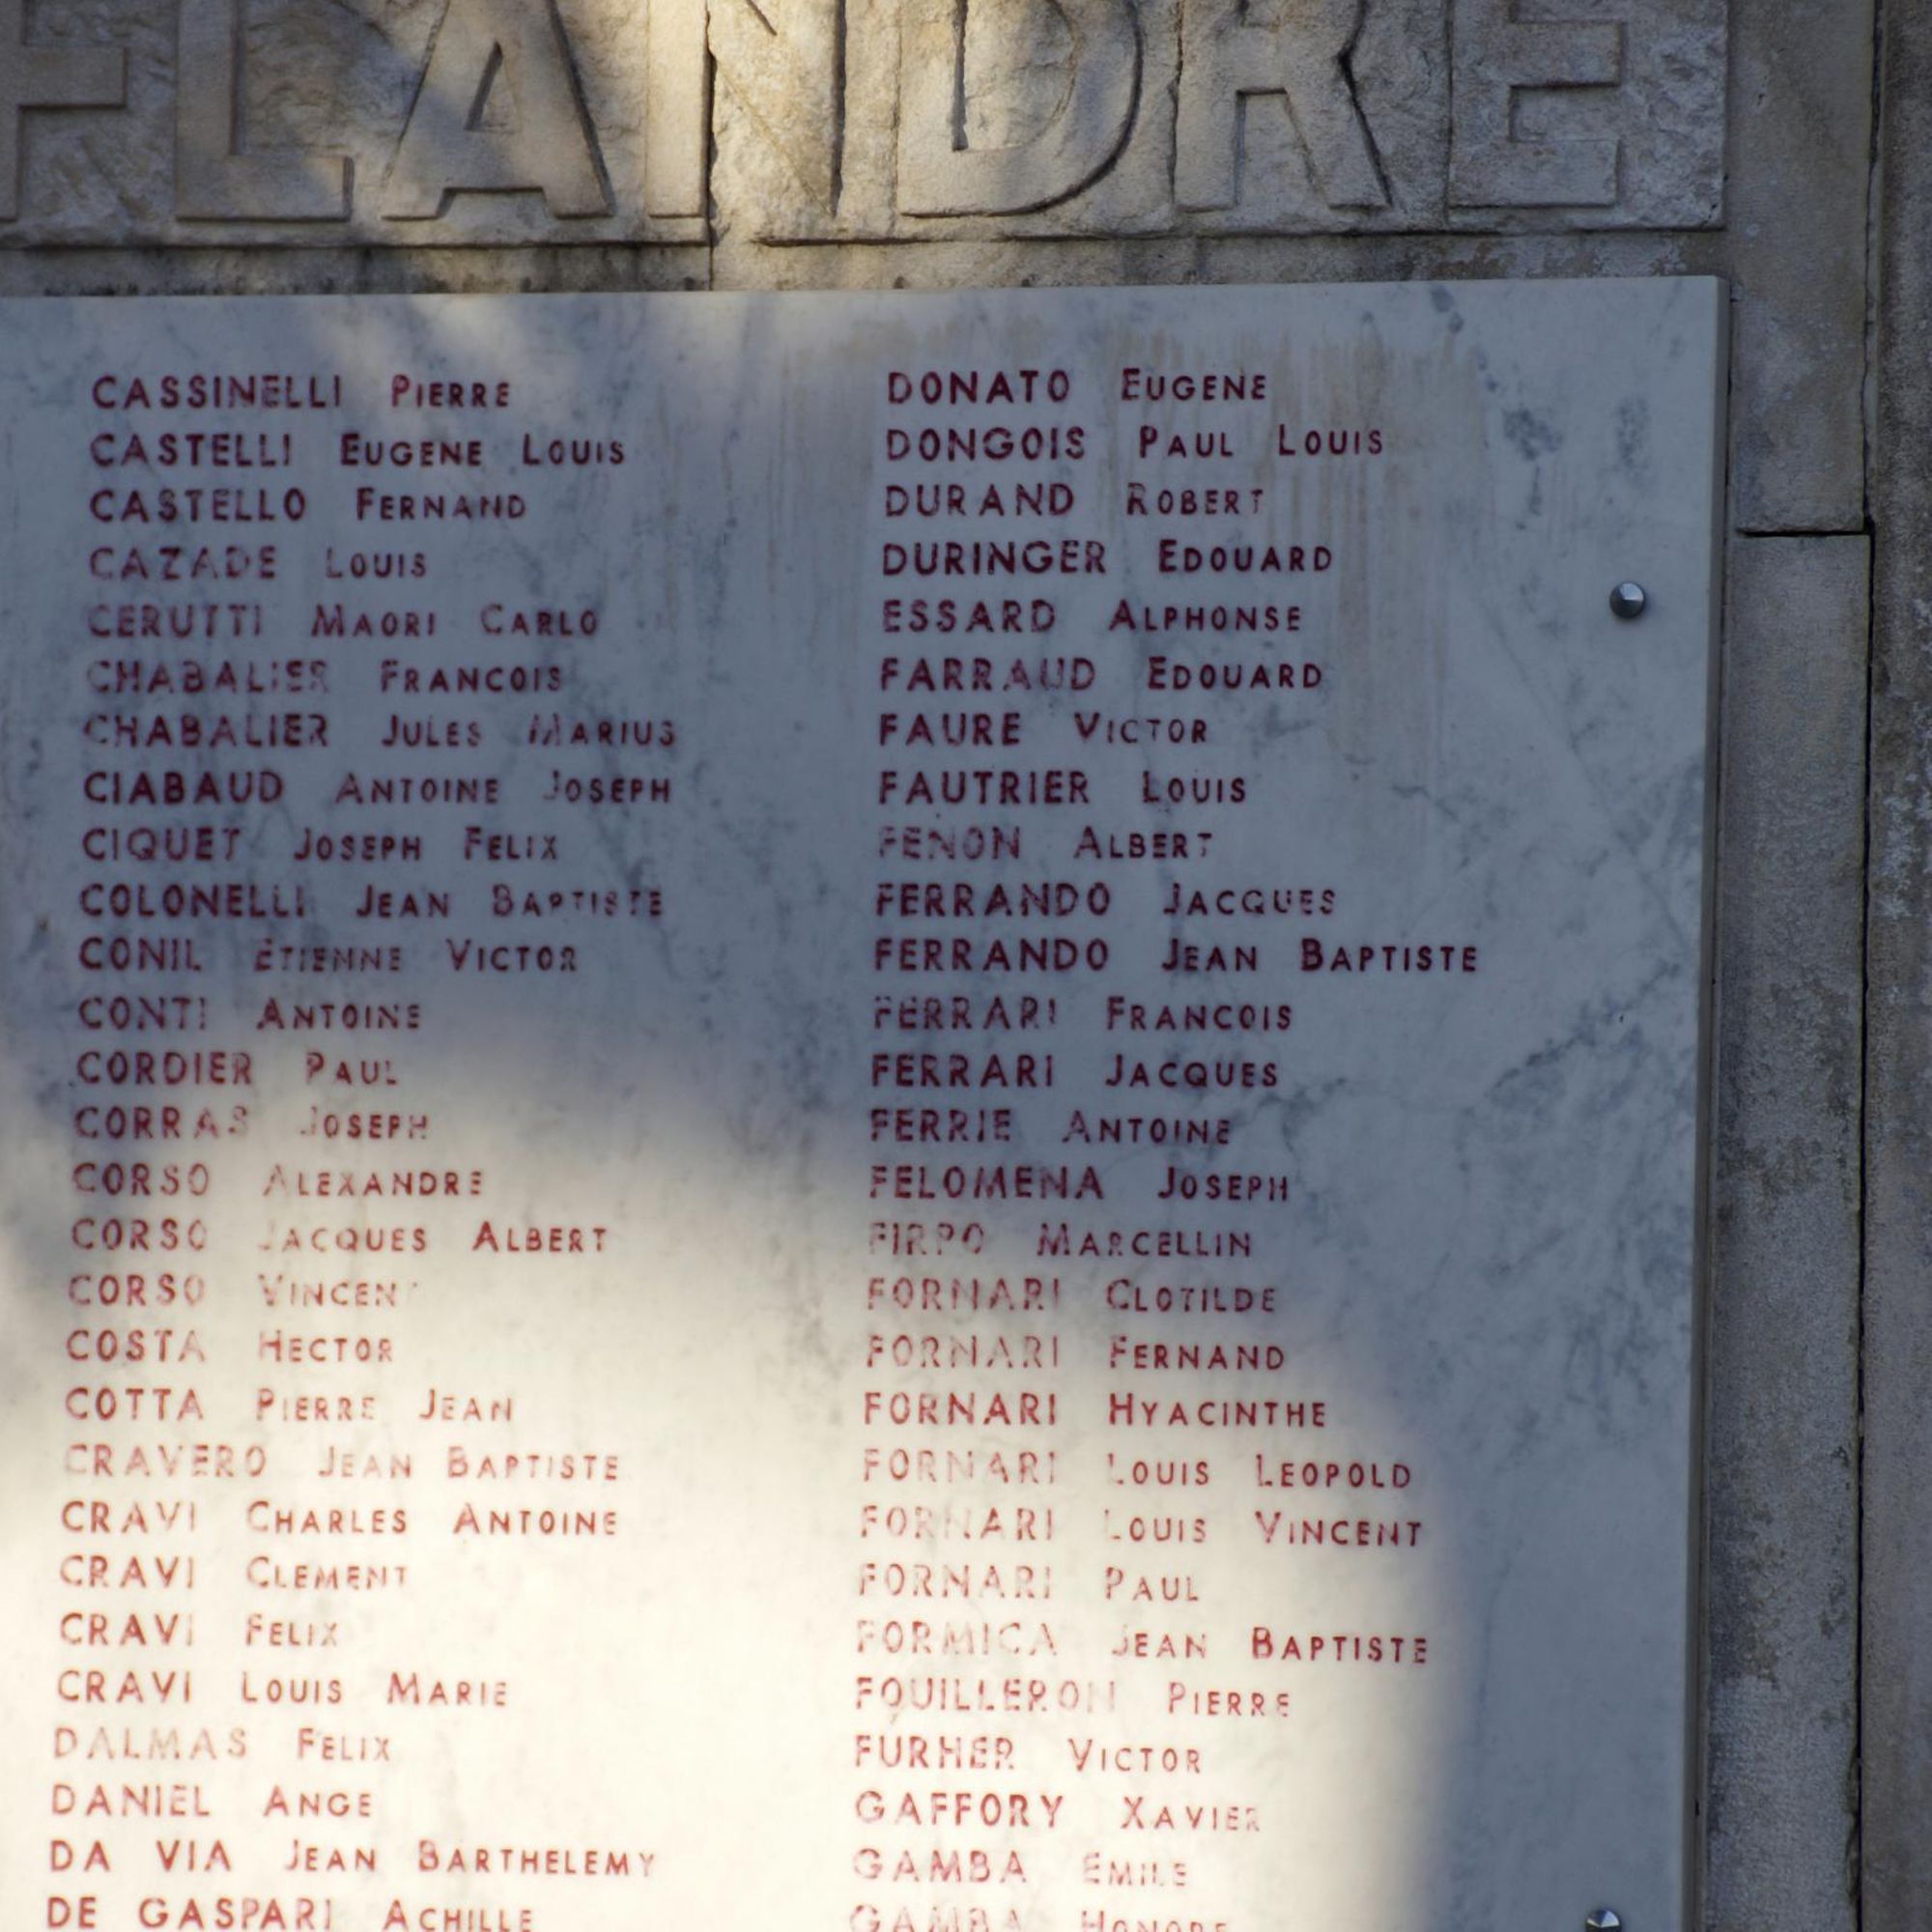 FLANDRE
CASSINELLI PIERRE
CASTELLI EUGENE LOUIS
CASTELLO FERNAND
CAZADE LOUIS
CERUTTI MAORI CARLO
CHABALIER FRANCOIS
CHABALIER JULES MARIUS
CIABAUD ANTOINE JOSEPH
CIQUET JOSEPH FELIX
COLONELLI JEAN BAPTISTE
CONIL ETIENNE VICTOR
CONTI ANTOINE
CORDIER PAUL
CORRAS JOSEPH
CORSO ALEXANDRE
CORSO JACQUES ALBERT
CORSO VINCENT
COSTA HECTOR
COTTA PIERRE JEAN
CRAVERO JEAN BAPTISTE
CRAVI CHARLES ANTOINE
CRAVI CLEMENT
CRAVI FELIX
CRAVI LOUIS MARIE
DALMAS FELIX
DANIEL ANGE
DA VIA JEAN BARTHELEMY
DE GASPARI ACHILLE
DONATO EUGENE
DONGOIS PAUL LOUIS
DURAND ROBERT
DURINGER EDOUARD
ESSARD ALPHONSE
FARRAUD EDOUARD
FAURE VICTOR
FAUTRIER LOUIS
FENON ALBERT
FERRANDO JACQUES
FERRANDO JEAN BAPTISTE
FERRARI FRANCOIS
FERRARI JACQUES
FERRIE ANTOINE
FELOMENA JOSEPH
FIRPO MARCELLIN
FORNARI CLOTILDE
FORNARI FERNAND
FORNARI HYACINTHE
FORNARI LOUIS LEOPOLD
FORNARI LOUIS VINCENT
FORNARI PAUL
FORMICA JEAN BAPTISTE
FOUILLERON PIERRE
FURHER VICTOR
GAFFORY XAVIER
GAMBA EMILE
GAMBA HONORE